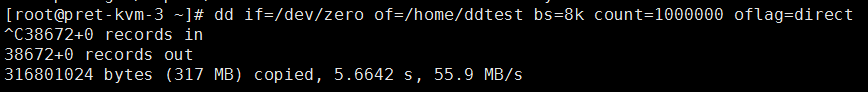 [root@pret-kvm-3 ~]# dd if=/dev/zero of=/home/ddtest bs=8k count=1000000 oflag=direct
^C38672+0 records in
38672+0 records out
316801024 bytes (317 MB) copied, 5.6642 s, 55.9 MB/s